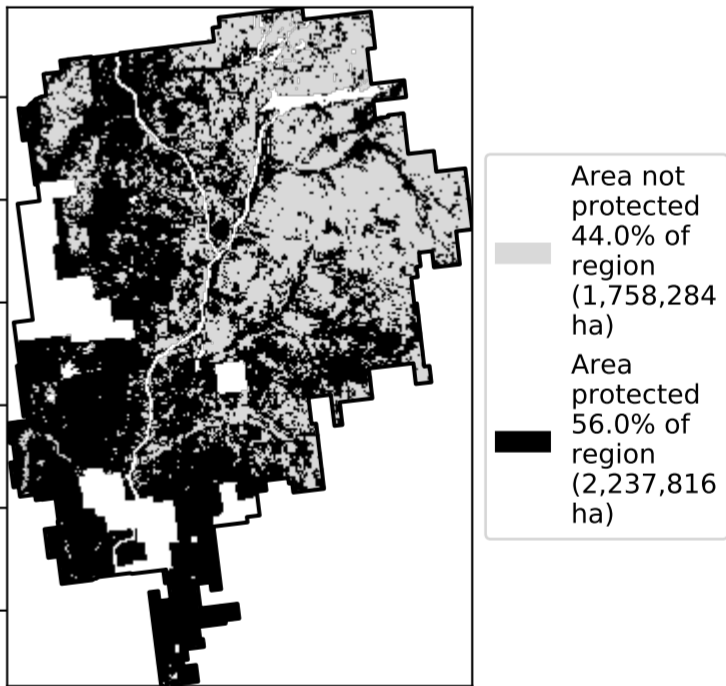 Area not
protected
44.0% of
region
(1,758,284
ha)
Area
protected
56.0% of
region
(2,237,816
ha)